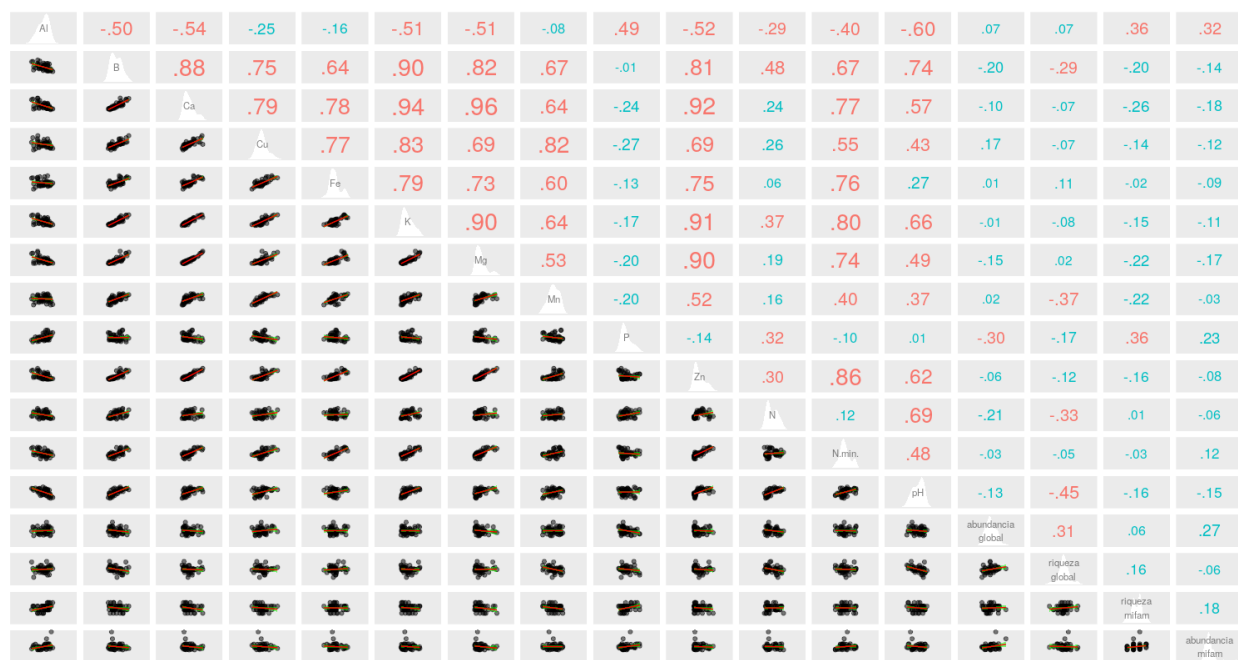 Al -.50 -.54 -.25 -.16 -.51 -.51 -.08 .49 -.52 -.29 -.40 -.60 .07 .07 .36 .32
B .88 .75 .64 .90 .82 .67 -.01 .81 .48 .67 .74 -.20 -.29 -.20 -.14
Ca .79 .78 .94 .96 .64 -.24 .92 .24 .77 .57 -.10 -.07 -.26 -.18
Cu .77 .83 .69 .82 -.27 .69 .26 .55 .43 .17 -.07 -.14 -.12
Fe .79 .73 .60 -.13 .75 .06 .76 .27 .01 .11 -.02 -.09
K .90 .64 -.17 .91 .37 .80 .66 -.01 -.08 -.15 -.11
Mg .53 -.20 .90 .19 .74 .49 -.15 .02 -.22 -.17
Mn -.20 .52 .16 .40 .37 .02 -.37 -.22 -.03
P -.14 .32 -.10 .01 -.30 -.17 .36 .23
Zn .30 .86 .62 -.06 -.12 -.16 -.08
N .12 .69 -.21 -.33 .01 -.06
N.min. .48 -.03 -.05 -.03 .12
pH -.13 -.45 -.16 -.15
abundancia
global
.31 .06 .27
riqueza
global
.16 -.06
riqueza
mifam
.18
abundancia
mifam